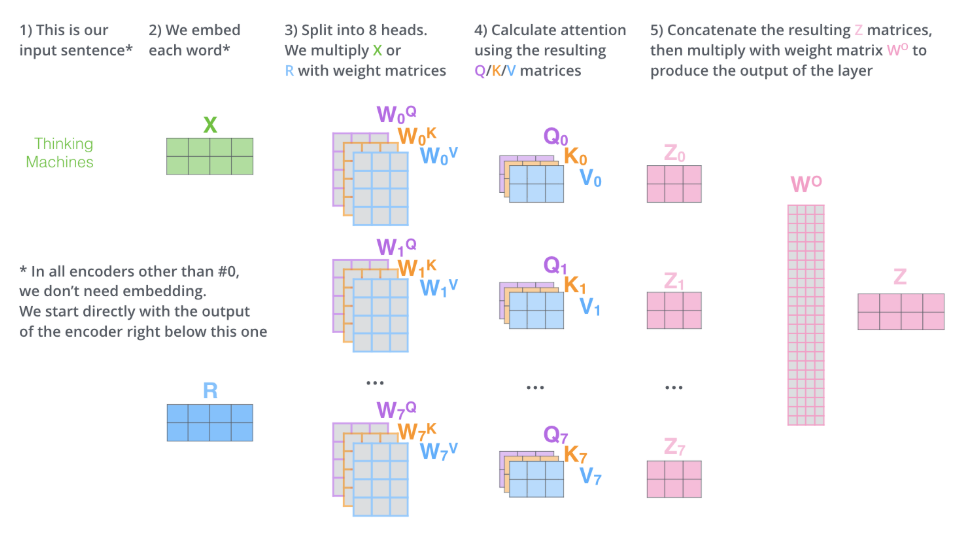 1) This is our
input sentence*
2) We embed
each word*
3) Split into 8 heads.
We multiply X or
R with weight matrices
4) Calculate attention
using the resulting
Q/K/V matrices
5) Concatenate the resulting Z matrices,
then multiply with weight matrix Wᴼ to
produce the output of the layer
Thinking
Machines
X
W₀Q
W₀K
W₀V
Q₀
K₀
V₀
Z₀
Wᴼ
* In all encoders other than #0,
we don’t need embedding.
We start directly with the output
of the encoder right below this one
W₁Q
W₁K
W₁V
Q₁
K₁
V₁
Z₁
Z
...
...
...
R
W₇Q
W₇K
W₇V
Q₇
K₇
V₇
Z₇